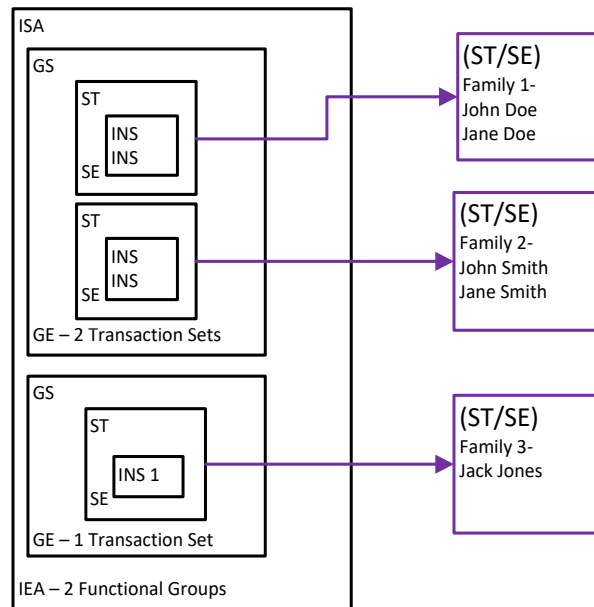 ISA
GS
ST
INS
INS
SE
ST
INS
INS
SE
GE – 2 Transaction Sets
GS
ST
INS 1
SE
GE – 1 Transaction Set
IEA – 2 Functional Groups
(ST/SE)
Family 1-
John Doe
Jane Doe
(ST/SE)
Family 2-
John Smith
Jane Smith
(ST/SE)
Family 3-
Jack Jones